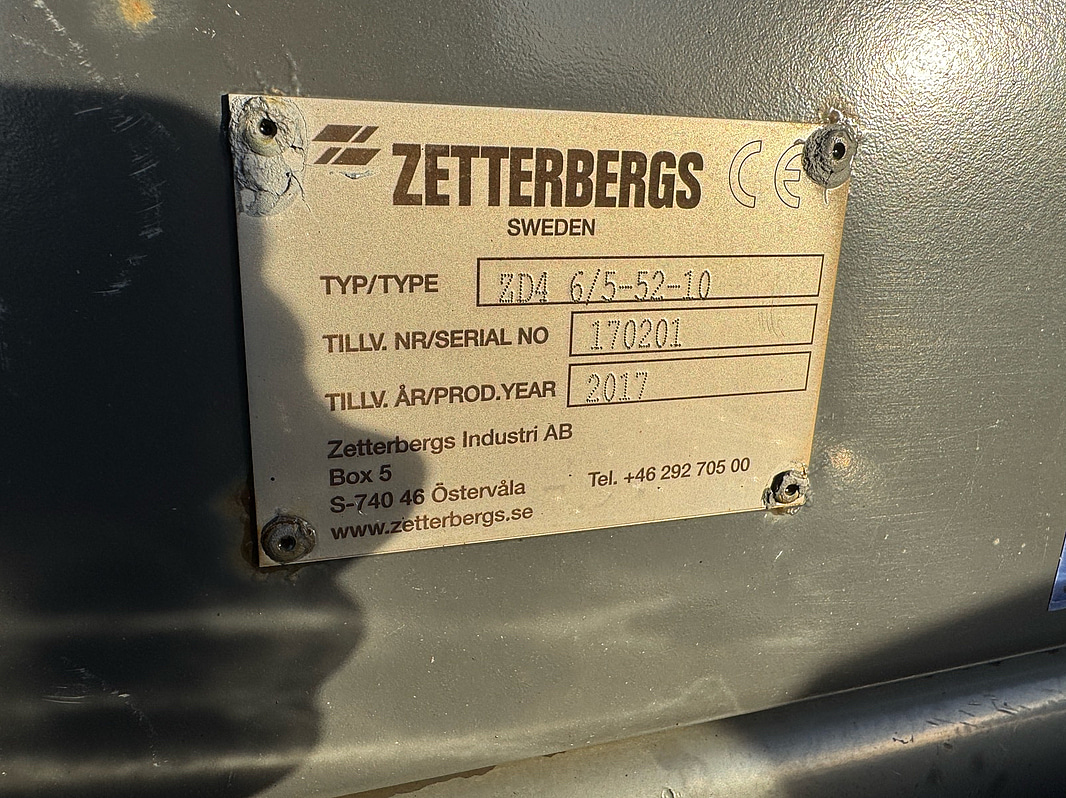 ZETTERBERGS CE
SWEDEN
TYP/TYPE ZD4 6/5-52-10
TILLV. NR/SERIAL NO 170201
TILLV. ÅR/PROD.YEAR 2017
Zetterbergs Industri AB
Box 5
S-740 46 Östervåla Tel. +46 292 705 00
www.zetterbergs.se